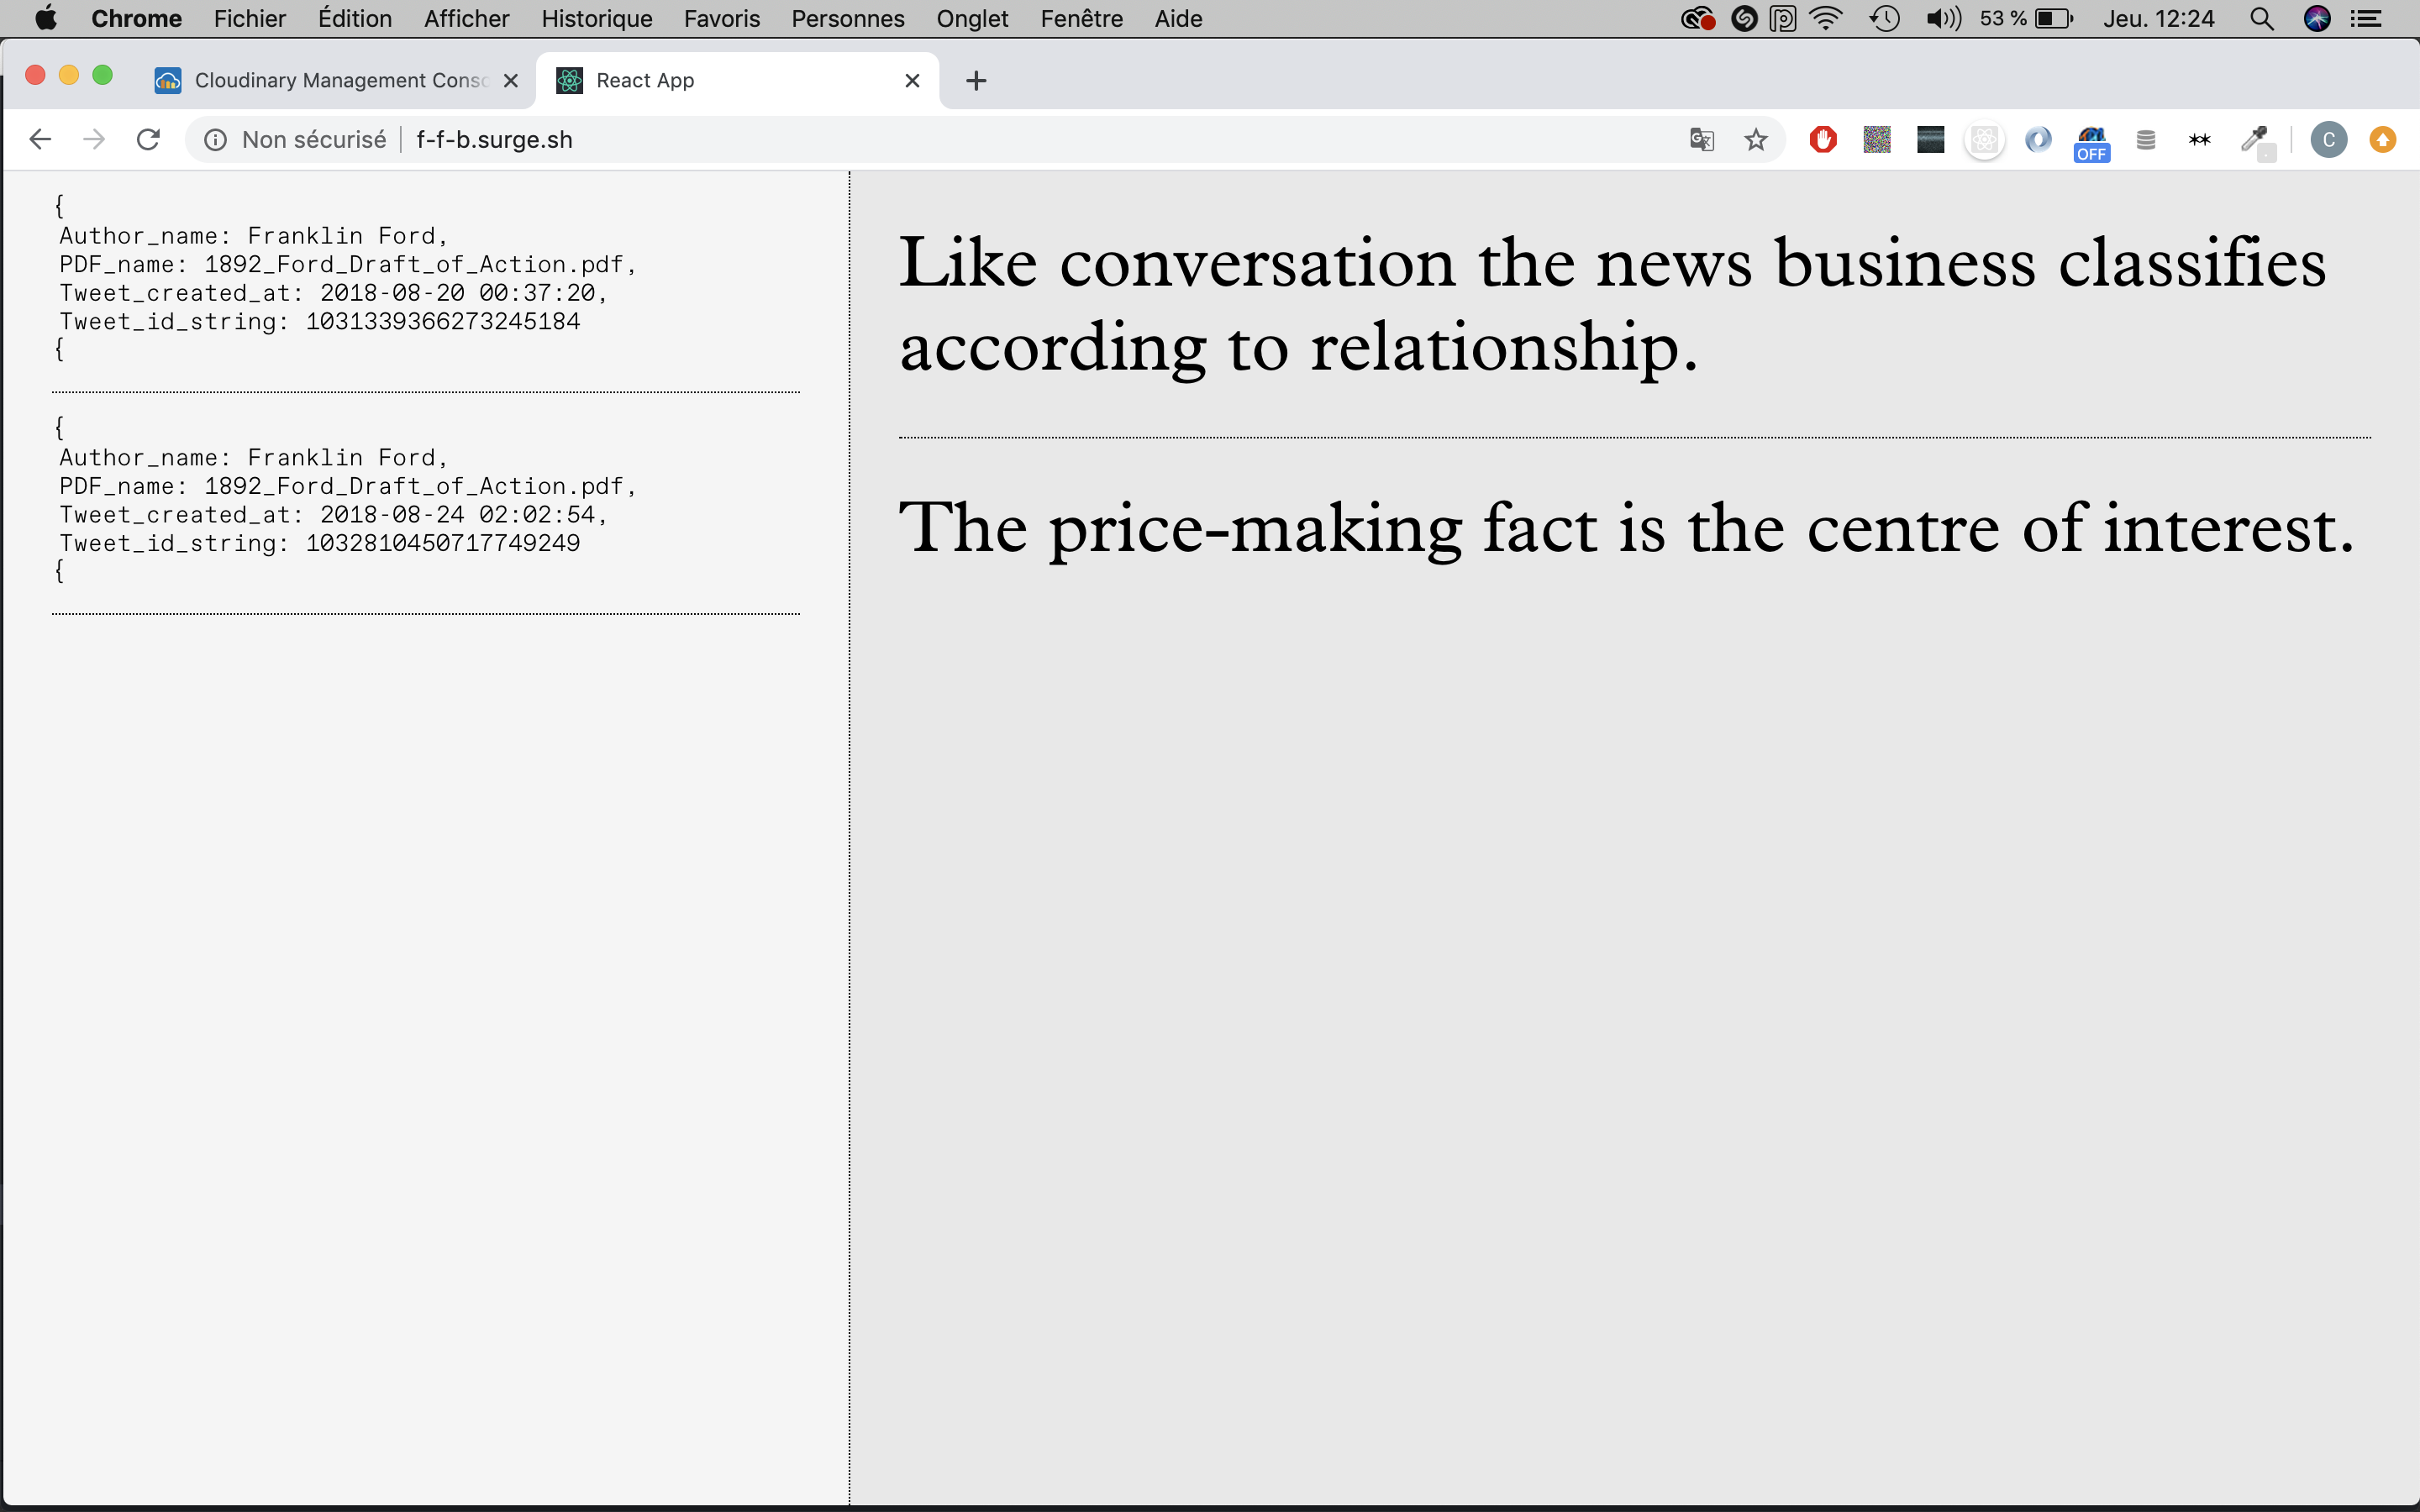 Chrome Fichier Édition Afficher Historique Favoris Personnes Onglet Fenêtre Aide 53 % Jeu. 12:24
Cloudinary Management Conso React App
Non sécurisé f-f-b.surge.sh OFF C
{
Author_name: Franklin Ford,
PDF_name: 1892_Ford_Draft_of_Action.pdf,
Tweet_created_at: 2018-08-20 00:37:20,
Tweet_id_string: 1031339366273245184
{
{
Author_name: Franklin Ford,
PDF_name: 1892_Ford_Draft_of_Action.pdf,
Tweet_created_at: 2018-08-24 02:02:54,
Tweet_id_string: 1032810450717749249
{
Like conversation the news business classifies
according to relationship.
The price-making fact is the centre of interest.